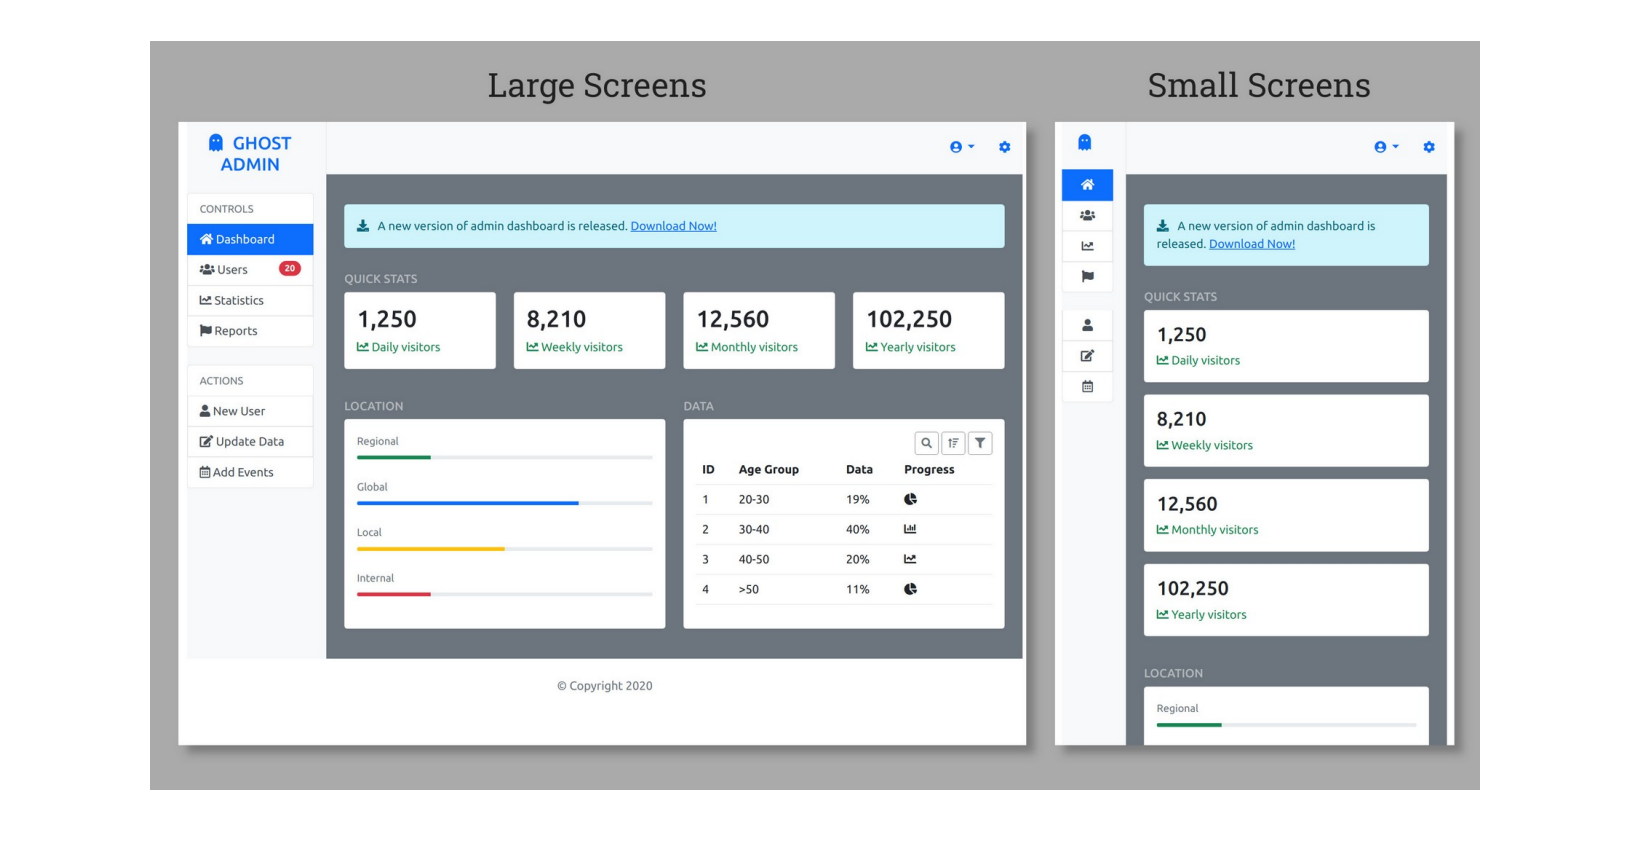 Large Screens
GHOST
ADMIN
CONTROLS
Dashboard
Users 20
Statistics
Reports
ACTIONS
New User
Update Data
Add Events
A new version of admin dashboard is released. Download Now!
QUICK STATS
1,250
Daily visitors
8,210
Weekly visitors
12,560
Monthly visitors
102,250
Yearly visitors
LOCATION
Regional
Global
Local
Internal
DATA
ID Age Group Data Progress
1 20-30 19%
2 30-40 40%
3 40-50 20%
4 >50 11%
© Copyright 2020
Small Screens
A new version of admin dashboard is
released. Download Now!
QUICK STATS
1,250
Daily visitors
8,210
Weekly visitors
12,560
Monthly visitors
102,250
Yearly visitors
LOCATION
Regional